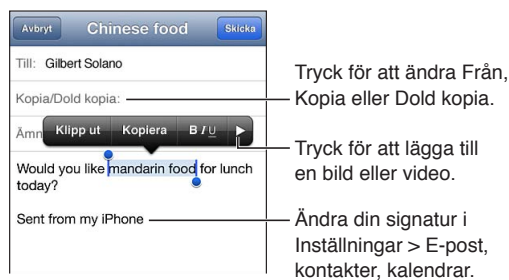 Avbryt Chinese food Skicka
Till: Gilbert Solano
Kopia/Dold kopia:
Ämn
Klipp ut Kopiera B I U
Would you like mandarin food for lunch
today?
Sent from my iPhone
Tryck för att ändra Från,
Kopia eller Dold kopia.
Tryck för att lägga till
en bild eller video.
Ändra din signatur i
Inställningar > E-post,
kontakter, kalendrar.